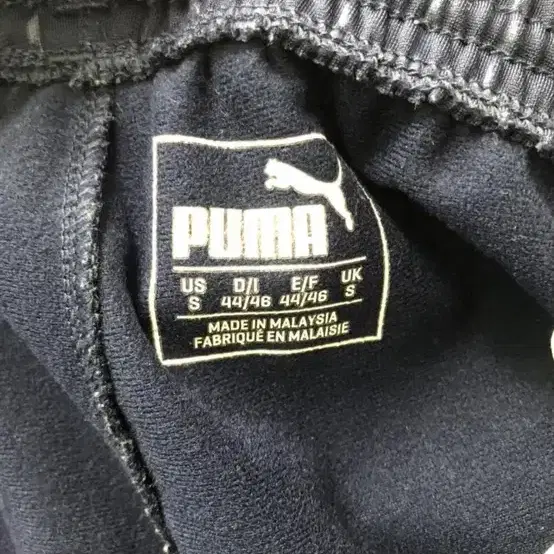 PUMA
US D/I E/F UK
S 44/46 44/46 S
MADE IN MALAYSIA
FABRIQUÉ EN MALAISIE